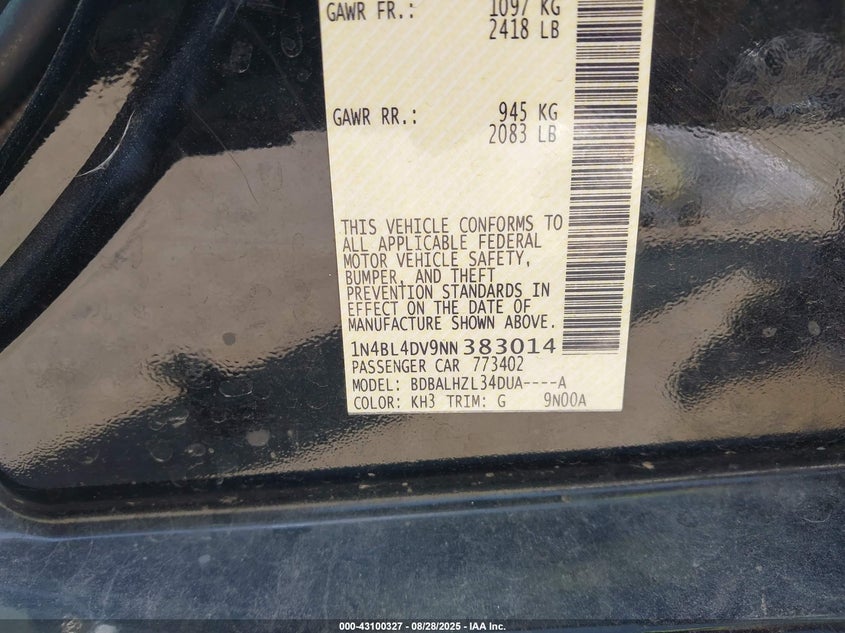 GAWR FR.: 1097 KG
2418 LB
GAWR RR.: 945 KG
2083 LB
THIS VEHICLE CONFORMS TO
ALL APPLICABLE FEDERAL
MOTOR VEHICLE SAFETY,
BUMPER, AND THEFT
PREVENTION STANDARDS IN
EFFECT ON THE DATE OF
MANUFACTURE SHOWN ABOVE.
1N4BL4DV9NN383014
PASSENGER CAR 773402
MODEL: BDBALHZL34DUA----A
COLOR: KH3 TRIM: G 9N00A
000-43100327 | 08/28/2025 - IAA Inc.